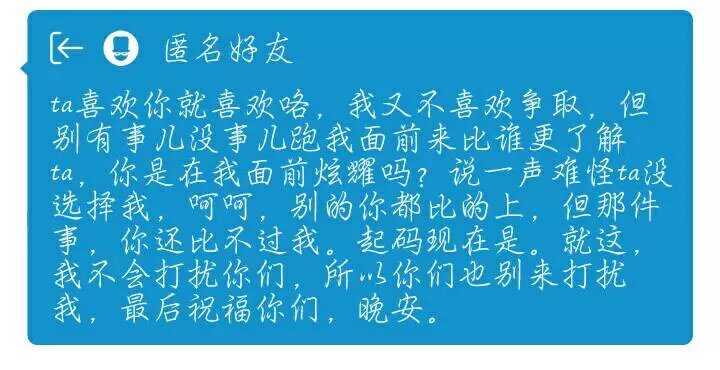 匿名好友
ta喜欢你就喜欢咯，我又不喜欢争取，但
别有事儿没事儿跑我面前来比谁更了解
ta，你是在我面前炫耀吗？说一声难怪ta没
选择我，呵呵，别的你都比的上，但那件
事，你还比不过我。起码现在是。就这，
我不会打扰你们，所以你们也别来打扰
我，最后祝福你们，晚安。